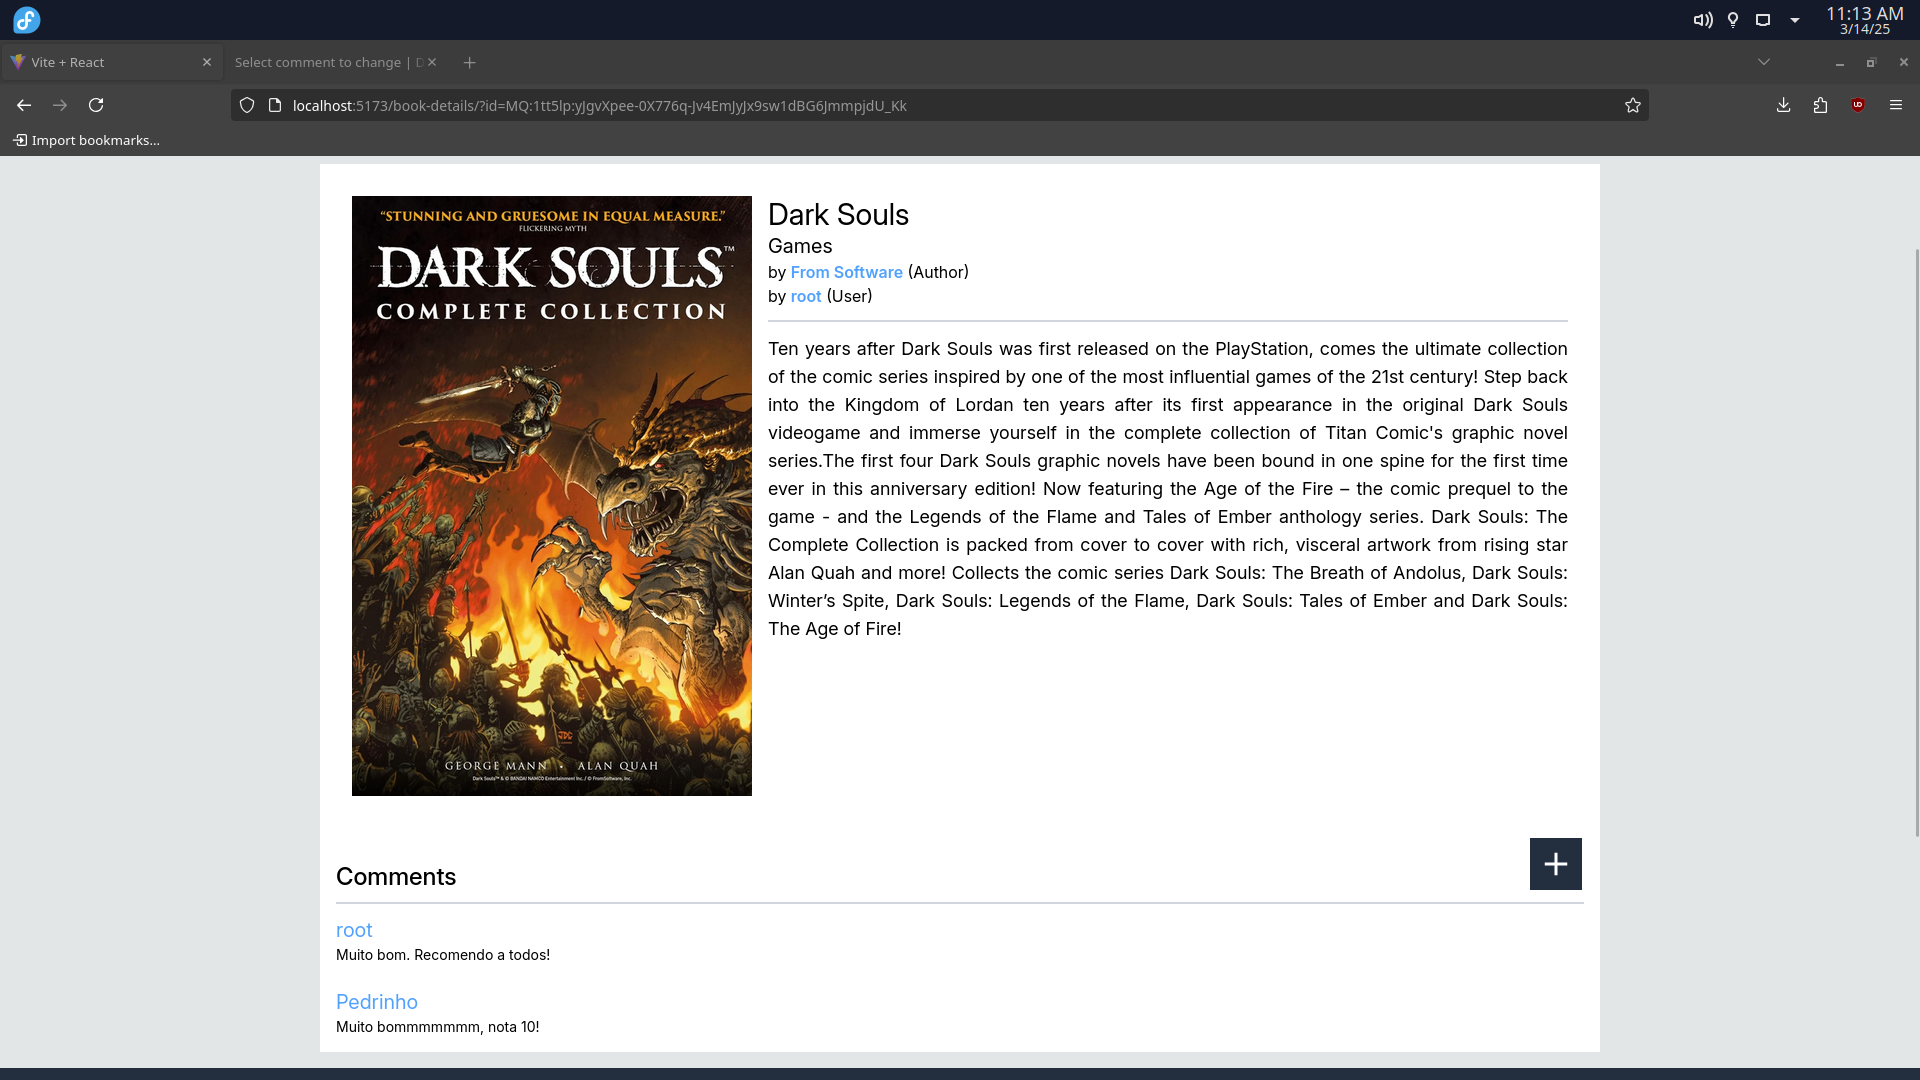 11:13 AM
3/14/25
Vite + React
Select comment to change | D
localhost:5173/book-details/?id=MQ:1tt5lp:yJgvXpee-0X776q-Jv4EmJyJx9sw1dBG6JmmpjdU_Kk
Import bookmarks...
“STUNNING AND GRUESOME IN EQUAL MEASURE.”
FLICKERING MYTH
DARK SOULS™
COMPLETE COLLECTION
JDC
GEORGE MANN · ALAN QUAH
Dark Souls™ & © BANDAI NAMCO Entertainment Inc. / © FromSoftware, Inc.
Dark Souls
Games
by From Software (Author)
by root (User)
Ten years after Dark Souls was first released on the PlayStation, comes the ultimate collection
of the comic series inspired by one of the most influential games of the 21st century! Step back
into the Kingdom of Lordan ten years after its first appearance in the original Dark Souls
videogame and immerse yourself in the complete collection of Titan Comic's graphic novel
series.The first four Dark Souls graphic novels have been bound in one spine for the first time
ever in this anniversary edition! Now featuring the Age of the Fire – the comic prequel to the
game - and the Legends of the Flame and Tales of Ember anthology series. Dark Souls: The
Complete Collection is packed from cover to cover with rich, visceral artwork from rising star
Alan Quah and more! Collects the comic series Dark Souls: The Breath of Andolus, Dark Souls:
Winter’s Spite, Dark Souls: Legends of the Flame, Dark Souls: Tales of Ember and Dark Souls:
The Age of Fire!
Comments
root
Muito bom. Recomendo a todos!
Pedrinho
Muito bommmmmmm, nota 10!